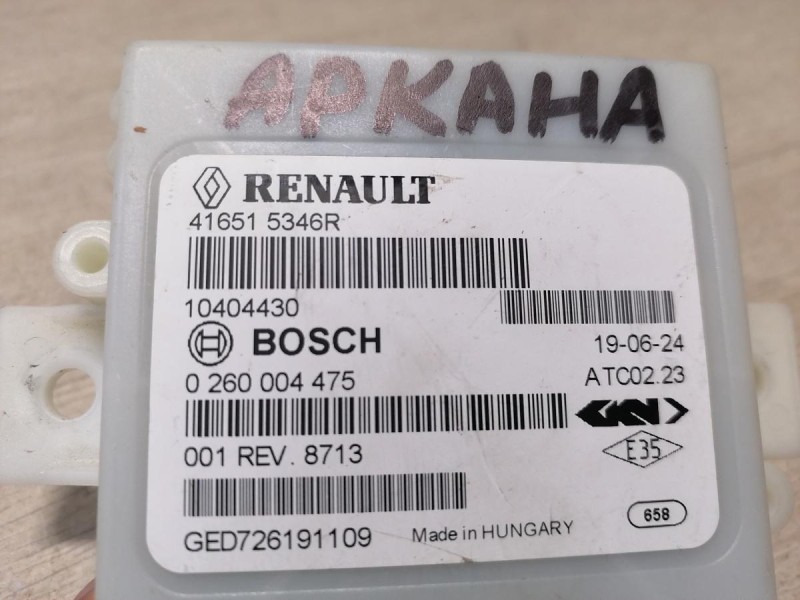 АРКАНА
RENAULT
41651 5346R
10404430
BOSCH
19-06-24
0 260 004 475
ATC02.23
GKN
001 REV. 8713
E35
658
GED726191109
Made in HUNGARY